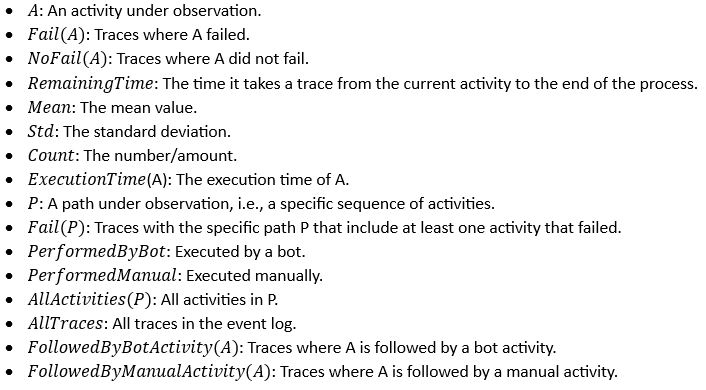 • A: An activity under observation.
• Fail(A): Traces where A failed.
• NoFail(A): Traces where A did not fail.
• RemainingTime: The time it takes a trace from the current activity to the end of the process.
• Mean: The mean value.
• Std: The standard deviation.
• Count: The number/amount.
• ExecutionTime(A): The execution time of A.
• P: A path under observation, i.e., a specific sequence of activities.
• Fail(P): Traces with the specific path P that include at least one activity that failed.
• PerformedByBot: Executed by a bot.
• PerformedManual: Executed manually.
• AllActivities(P): All activities in P.
• AllTraces: All traces in the event log.
• FollowedByBotActivity(A): Traces where A is followed by a bot activity.
• FollowedByManualActivity(A): Traces where A is followed by a manual activity.